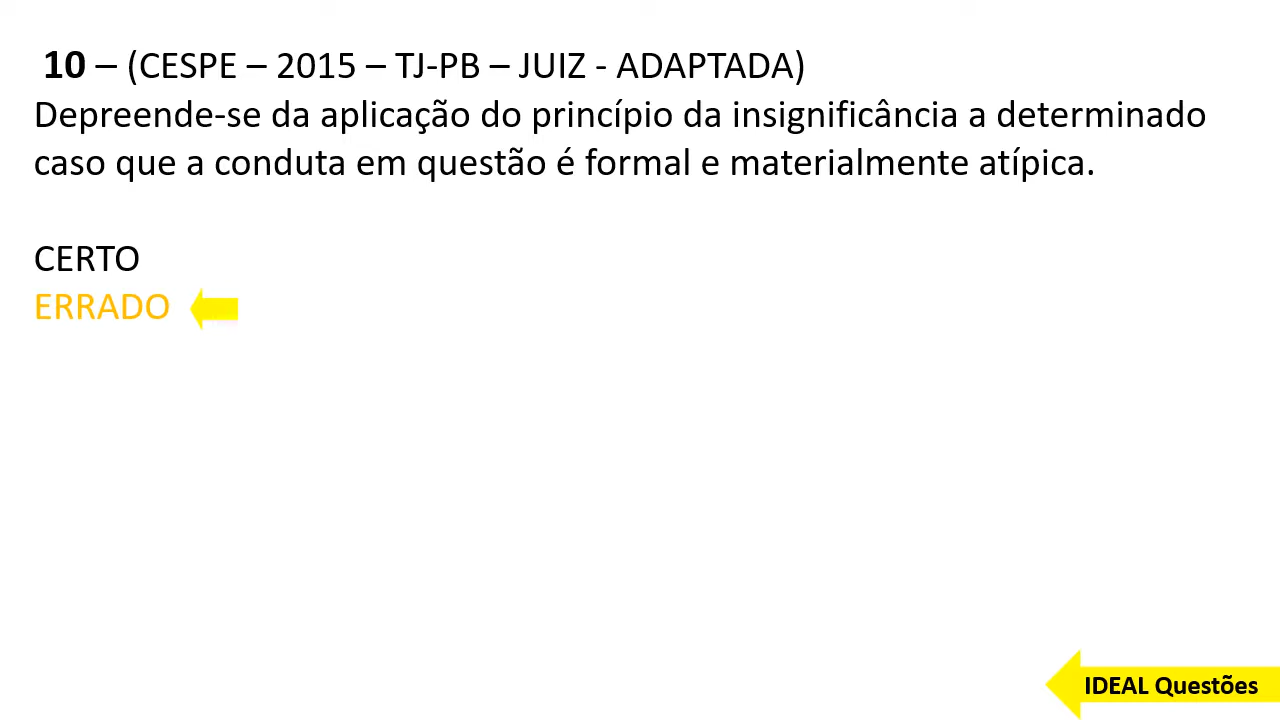 10 – (CESPE – 2015 – TJ-PB – JUIZ - ADAPTADA)
Depreende-se da aplicação do princípio da insignificância a determinado
caso que a conduta em questão é formal e materialmente atípica.
CERTO
ERRADO
IDEAL Questões